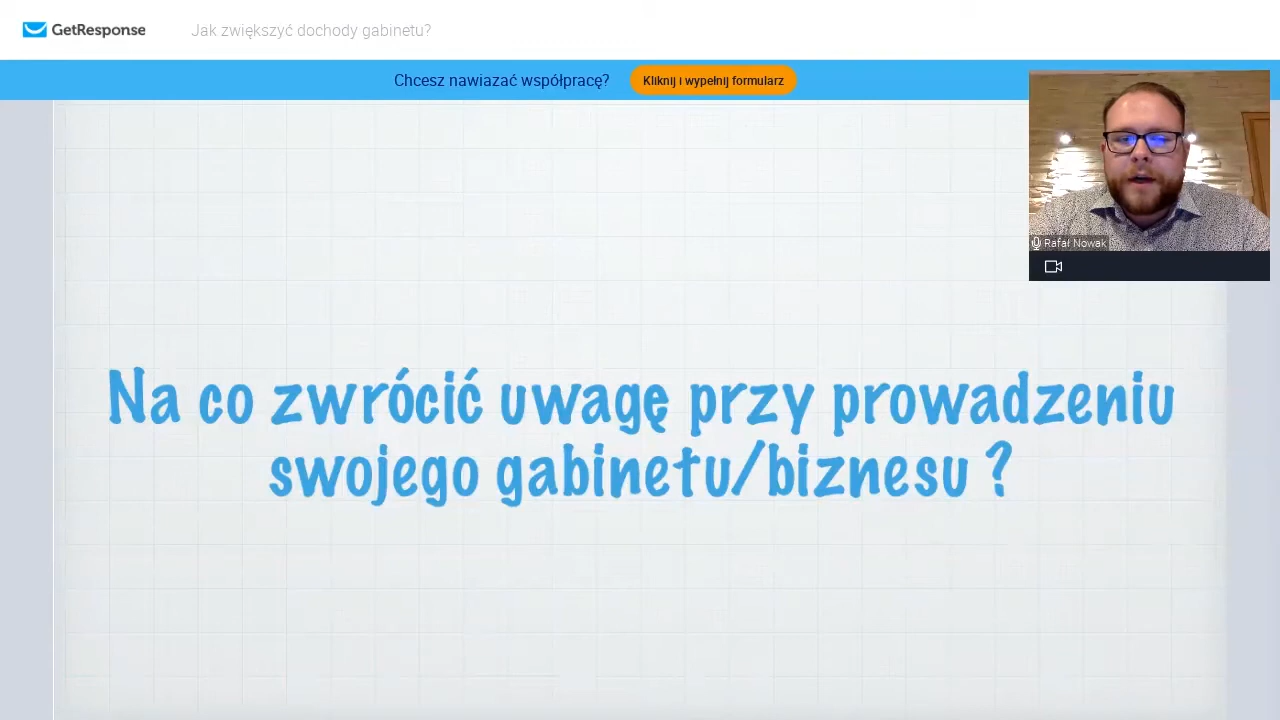 GetResponse
Jak zwiększyć dochody gabinetu?
Chcesz nawiazać współpracę?
Kliknij i wypełnij formularz
Rafał Nowak
Na co zwrócić uwagę przy prowadzeniu
swojego gabinetu/biznesu ?